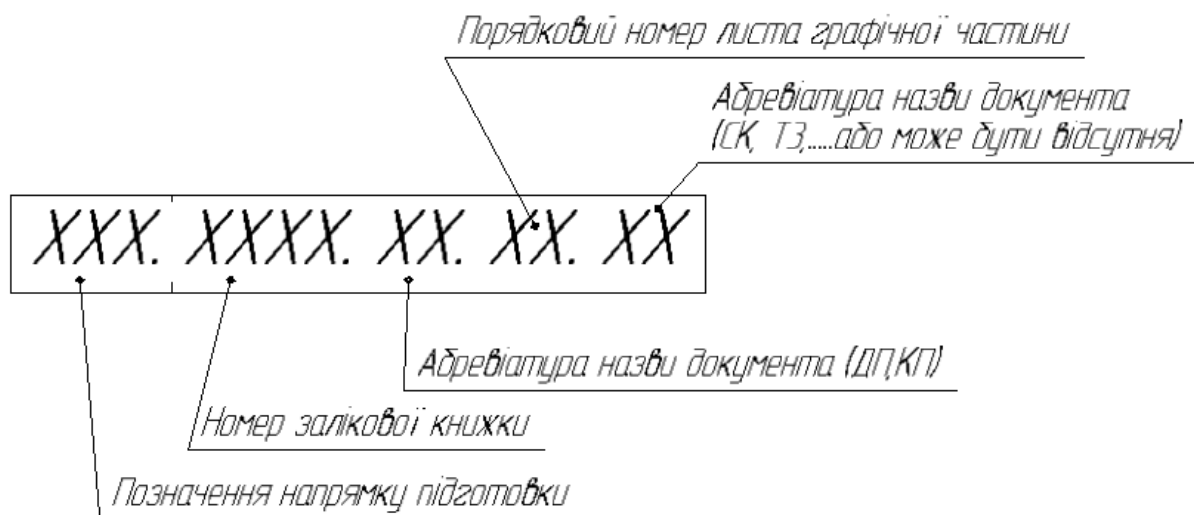 Порядковий номер листа графічної частини
Абревіатура назви документа
(СК, ТЗ,.....або може бути відсутня)
XXX. XXXX. XX. XX. XX
Абревіатура назви документа (ДП,КП)
Номер залікової книжки
Позначення напрямку підготовки